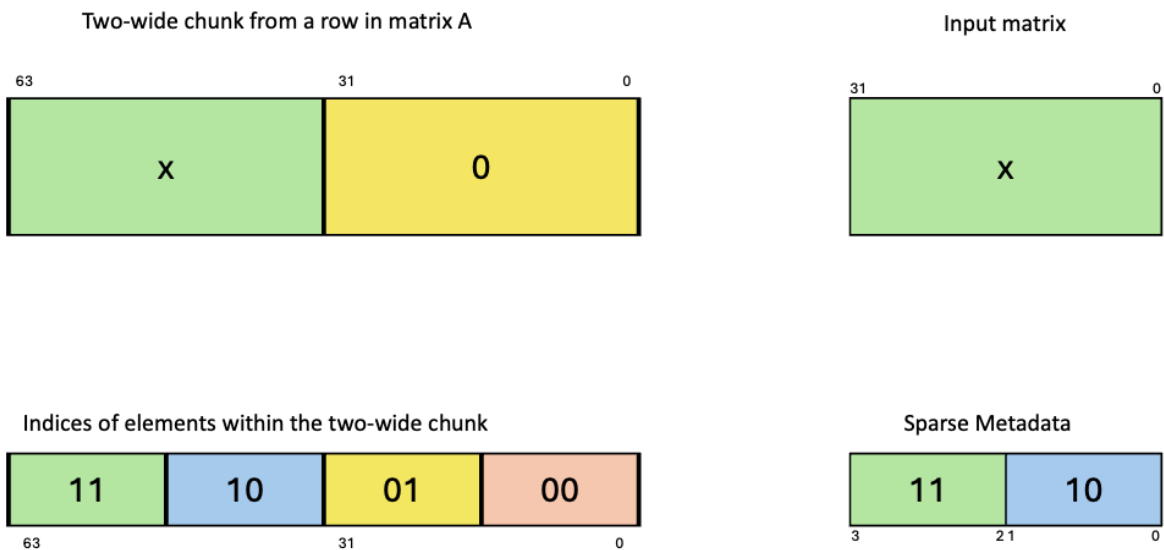 Two-wide chunk from a row in matrix A
Input matrix
63 31 0
31 0
x 0
x
Indices of elements within the two-wide chunk
Sparse Metadata
11 10 01 00
11 10
63 31 0
3 2 1 0